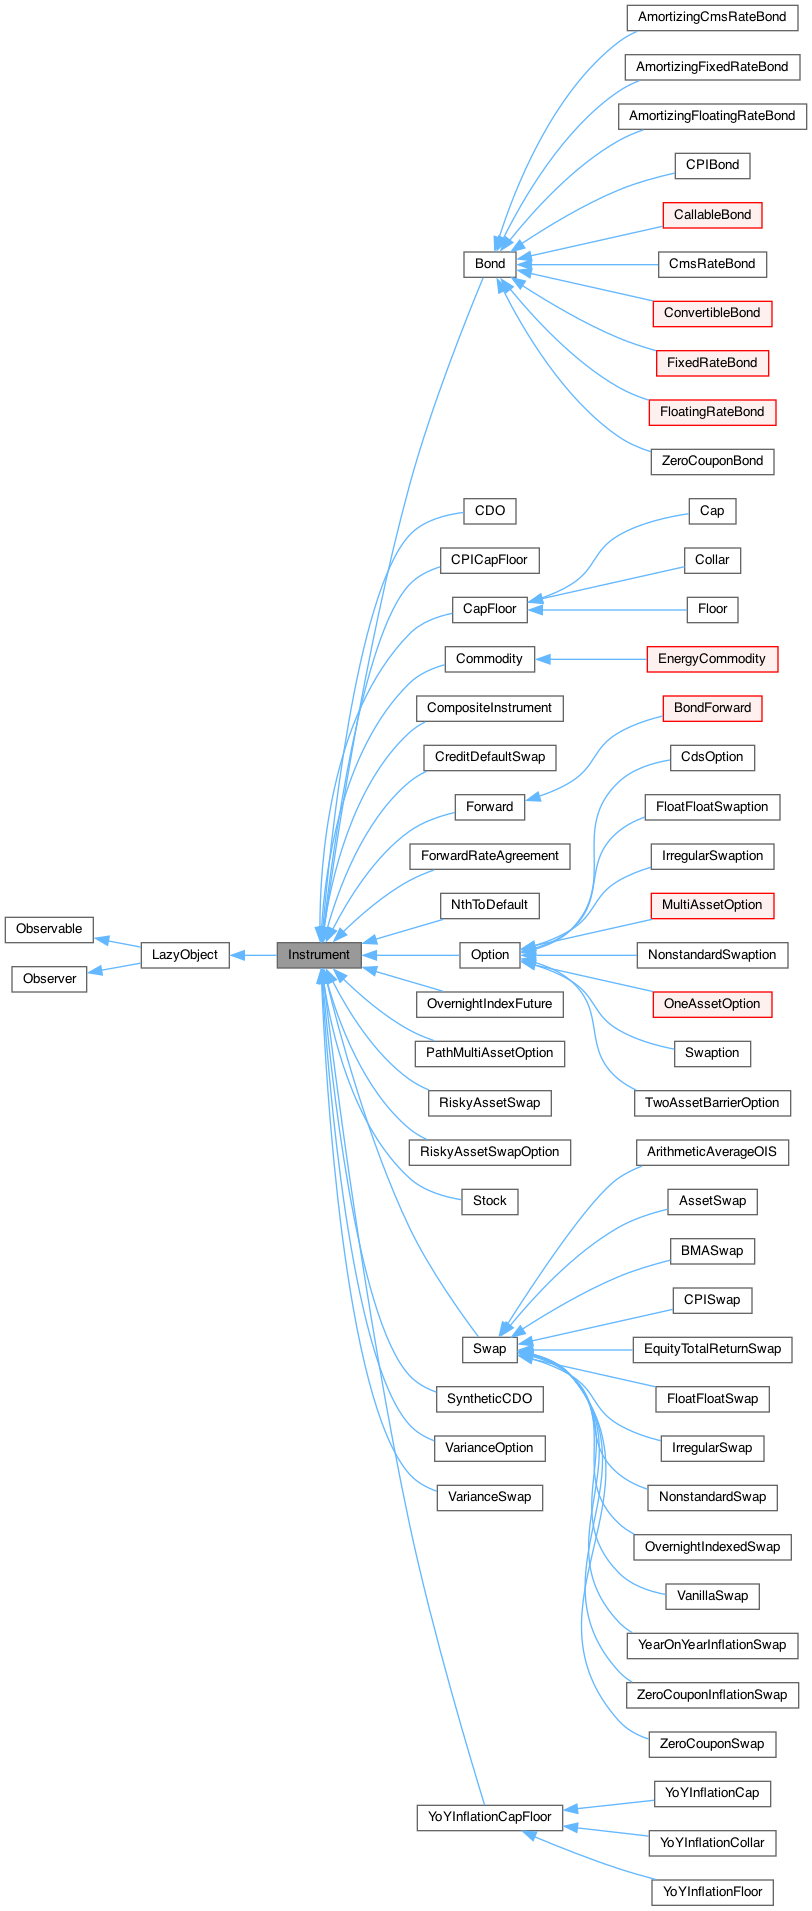 AmortizingCmsRateBond
AmortizingFixedRateBond
AmortizingFloatingRateBond
CPIBond
CallableBond
Bond
CmsRateBond
ConvertibleBond
FixedRateBond
FloatingRateBond
ZeroCouponBond
CDO
Cap
CPICapFloor
Collar
CapFloor
Floor
Commodity
EnergyCommodity
CompositeInstrument
BondForward
CreditDefaultSwap
CdsOption
Forward
FloatFloatSwaption
ForwardRateAgreement
IrregularSwaption
NthToDefault
MultiAssetOption
Observable
LazyObject
Instrument
Option
NonstandardSwaption
Observer
OvernightIndexFuture
OneAssetOption
PathMultiAssetOption
Swaption
RiskyAssetSwap
TwoAssetBarrierOption
RiskyAssetSwapOption
ArithmeticAverageOIS
Stock
AssetSwap
BMASwap
CPISwap
Swap
EquityTotalReturnSwap
SyntheticCDO
FloatFloatSwap
VarianceOption
IrregularSwap
VarianceSwap
NonstandardSwap
OvernightIndexedSwap
VanillaSwap
YearOnYearInflationSwap
ZeroCouponInflationSwap
ZeroCouponSwap
YoYInflationCap
YoYInflationCapFloor
YoYInflationCollar
YoYInflationFloor